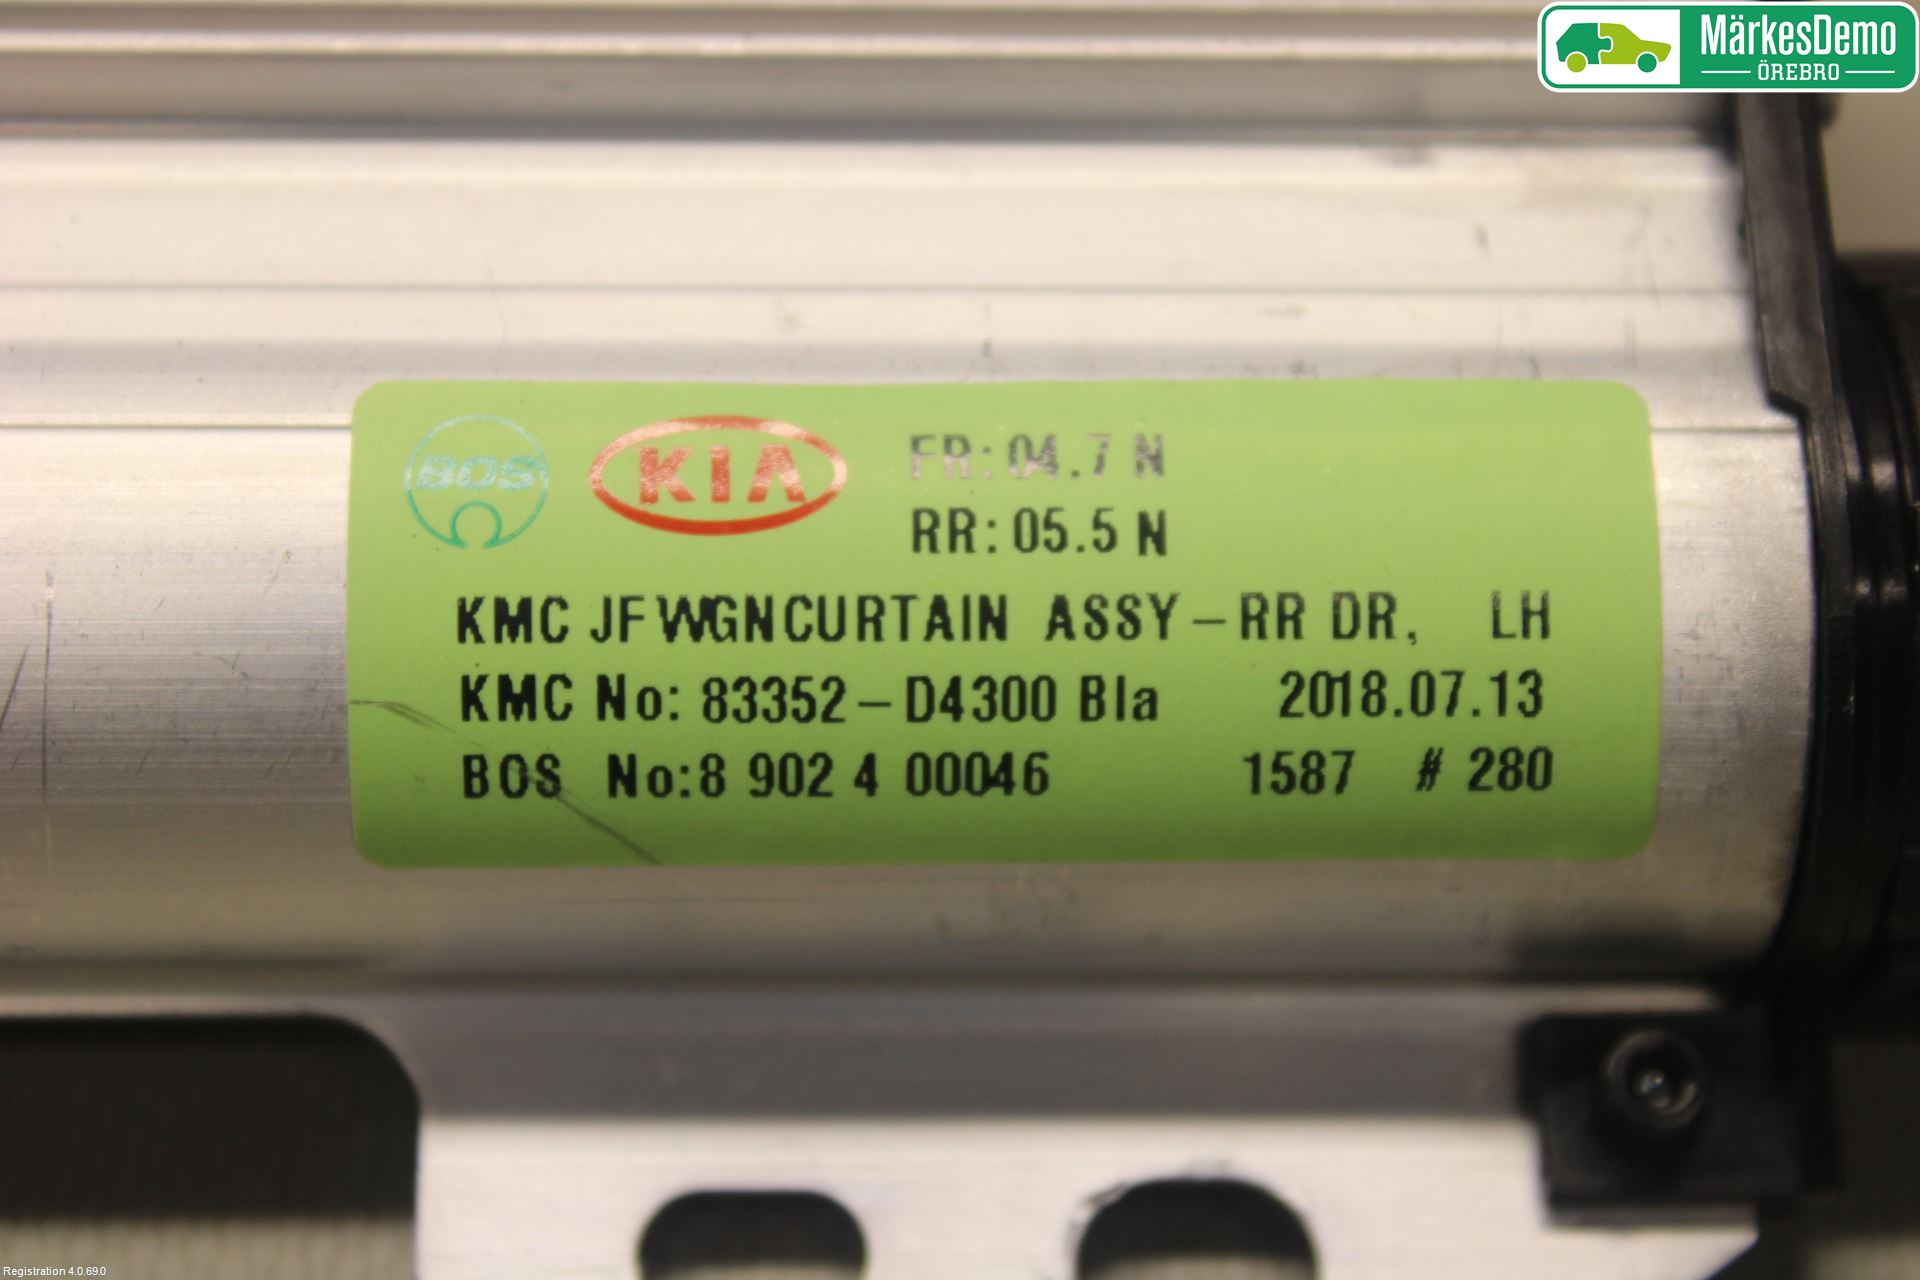 MärkesDemo
ÖREBRO
BOS KIA FR: 04.7 N
RR: 05.5 N
KMC JF WGN CURTAIN ASSY-RR DR, LH
KMC No: 83352-D4300 Bla 2018.07.13
BOS No:8 902 4 00046 1587 # 280
Registration 4.0.69.0